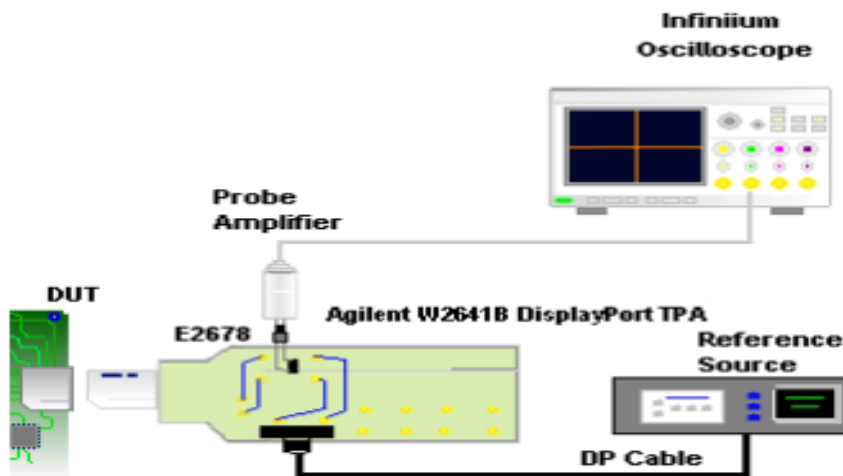 Infiniium
Oscilloscope
Probe
Amplifier
DUT
E2678
Agilent W2641B DisplayPort TPA
Reference
Source
DP Cable